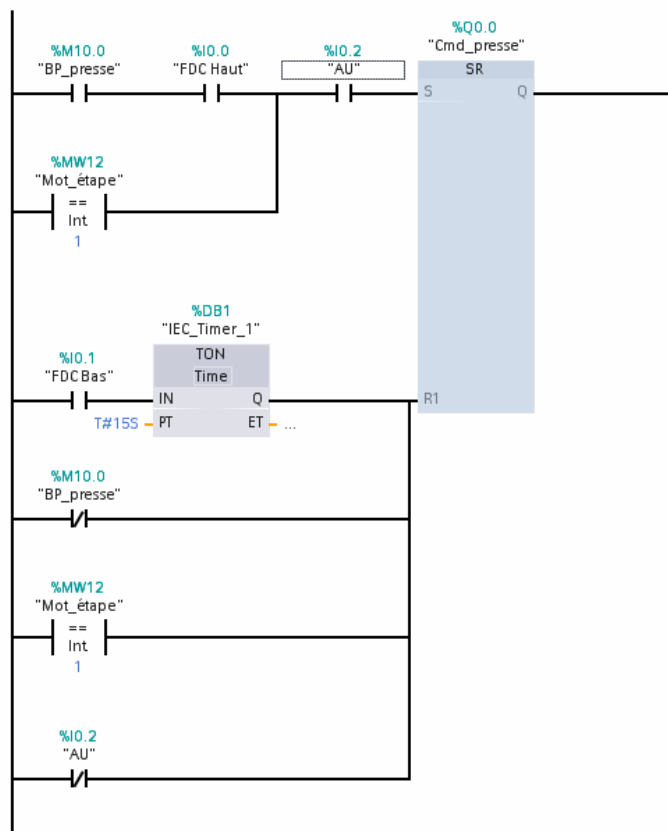 %Q0.0
%M10.0 %I0.0 %I0.2 "Cmd_presse"
"BP_presse" "FDC Haut" "AU" SR
S Q
%MW12
"Mot_étape"
==
Int
1
%DB1
"IEC_Timer_1"
TON
%I0.1 Time
"FDC Bas"
IN Q R1
T#15S PT ET ...
%M10.0
"BP_presse"
%MW12
"Mot_étape"
==
Int
1
%I0.2
"AU"